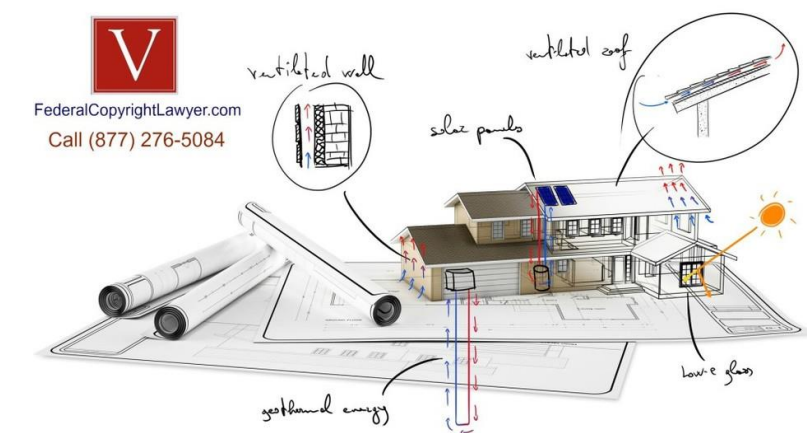 V
FederalCopyrightLawyer.com
Call (877) 276-5084
ventilated wall
ventilated roof
solar panels
low-e glass
geothermal energy